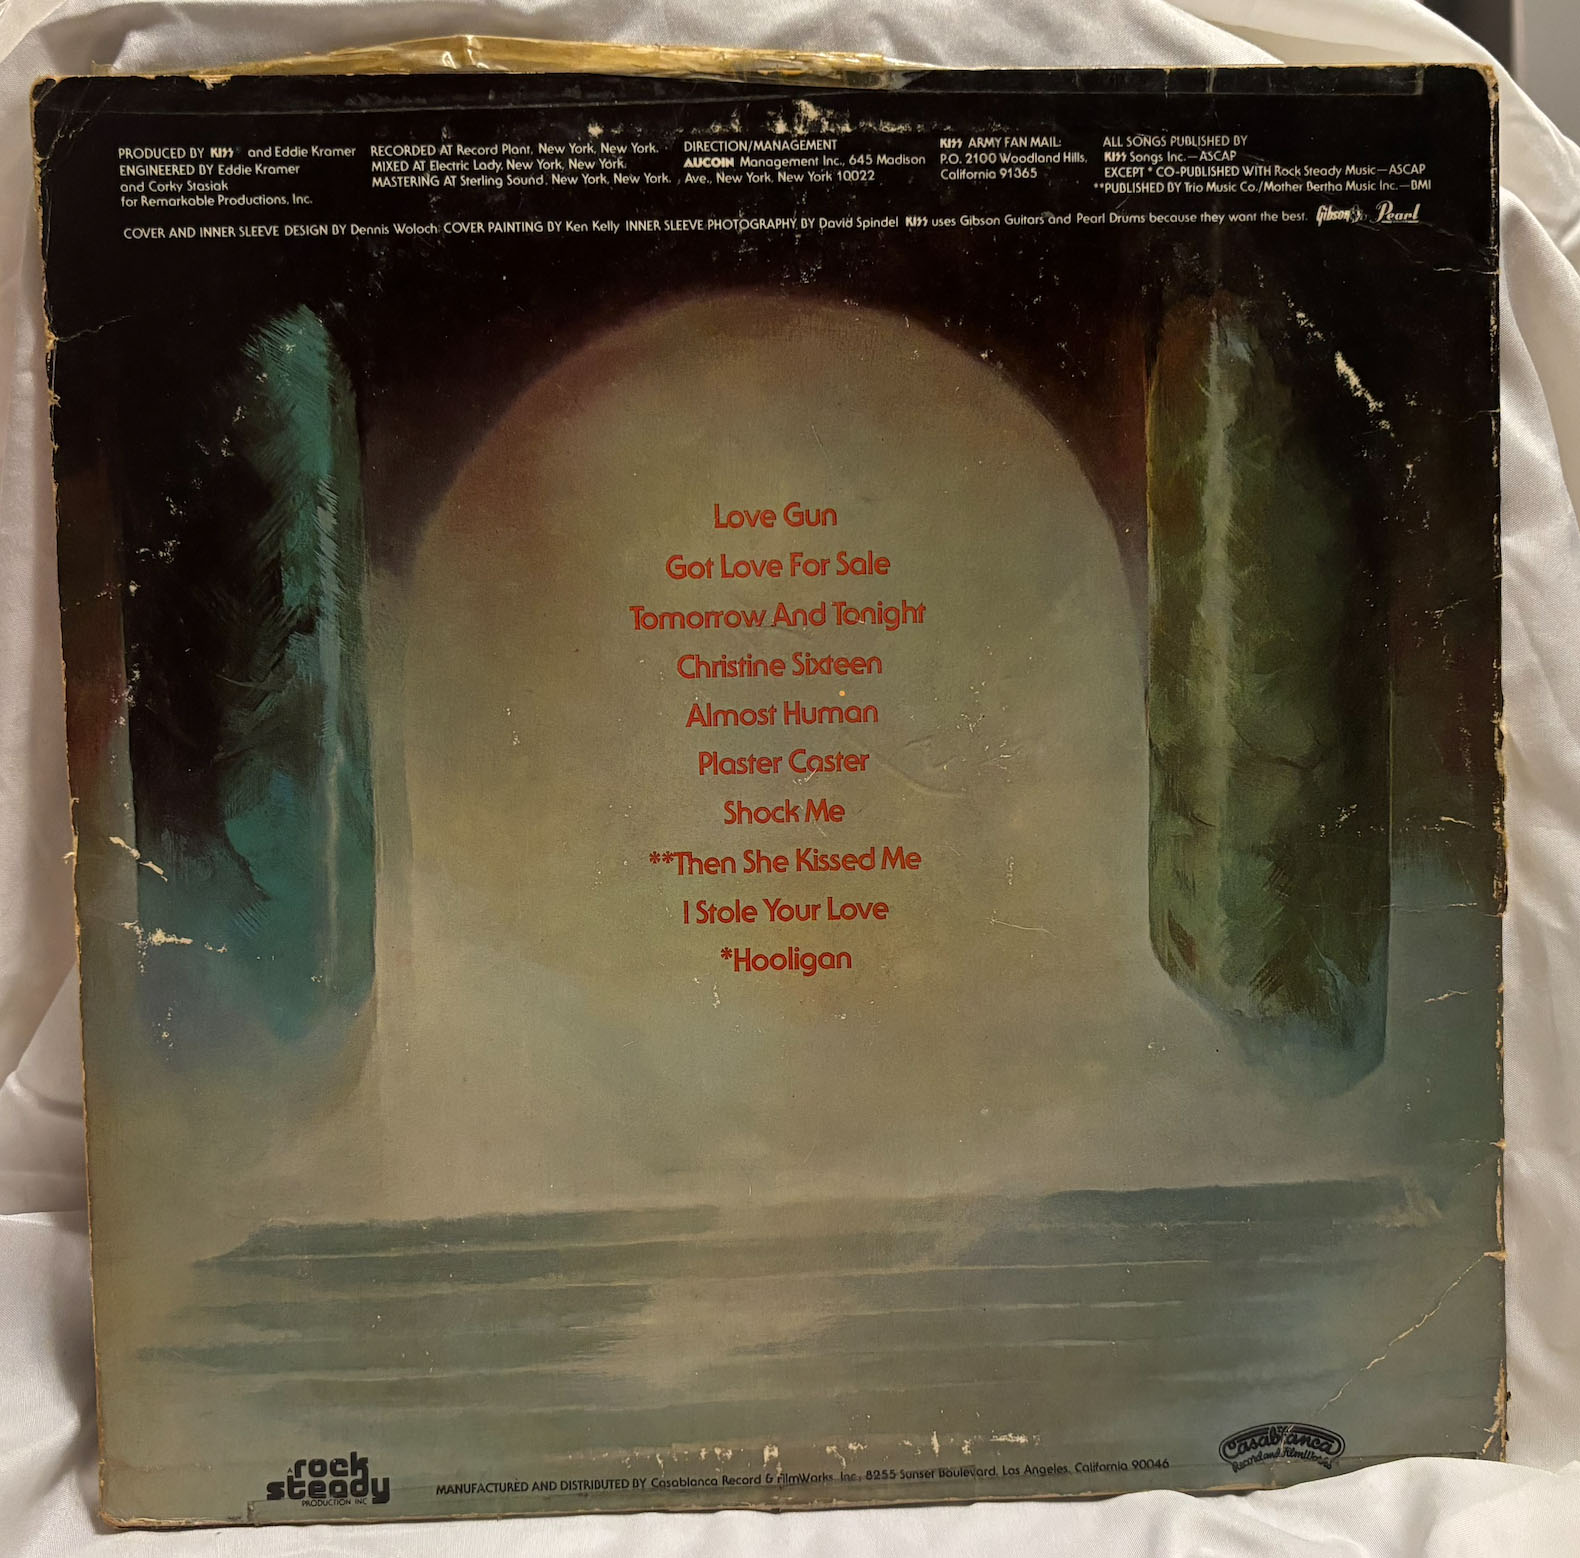 PRODUCED BY KISS and Eddie Kramer
ENGINEERED BY Eddie Kramer
and Corky Stasiak
for Remarkable Productions, Inc.
RECORDED AT Record Plant, New York, New York.
MIXED AT Electric Lady, New York, New York.
MASTERING AT Sterling Sound, New York, New York.
DIRECTION/MANAGEMENT
AUCOIN Management Inc., 645 Madison
Ave., New York, New York 10022
KISS ARMY FAN MAIL:
P.O. 2100 Woodland Hills,
California 91365
ALL SONGS PUBLISHED BY
KISS Songs Inc.—ASCAP
EXCEPT * CO-PUBLISHED WITH Rock Steady Music—ASCAP
**PUBLISHED BY Trio Music Co./Mother Bertha Music Inc.—BMI
COVER AND INNER SLEEVE DESIGN BY Dennis Woloch COVER PAINTING BY Ken Kelly INNER SLEEVE PHOTOGRAPHY BY David Spindel KISS uses Gibson Guitars and Pearl Drums because they want the best. Gibson Pearl
Love Gun
Got Love For Sale
Tomorrow And Tonight
Christine Sixteen
Almost Human
Plaster Caster
Shock Me
**Then She Kissed Me
I Stole Your Love
*Hooligan
A rock
steady
PRODUCTION INC
MANUFACTURED AND DISTRIBUTED BY Casablanca Record & FilmWorks, Inc., 8255 Sunset Boulevard, Los Angeles, California 90046
Casablanca
Record and FilmWorks